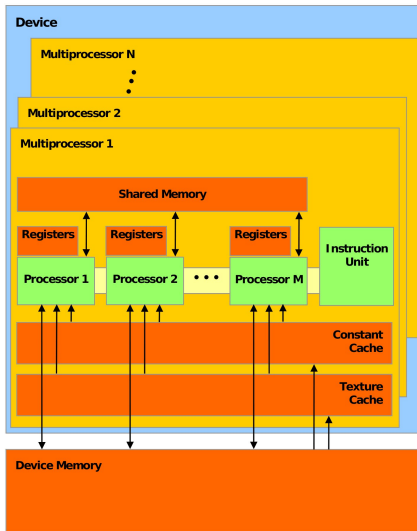 Device
Multiprocessor N
Multiprocessor 2
Multiprocessor 1
Shared Memory
Registers Registers Registers
Instruction
Unit
Processor 1 Processor 2 Processor M
Constant
Cache
Texture
Cache
Device Memory